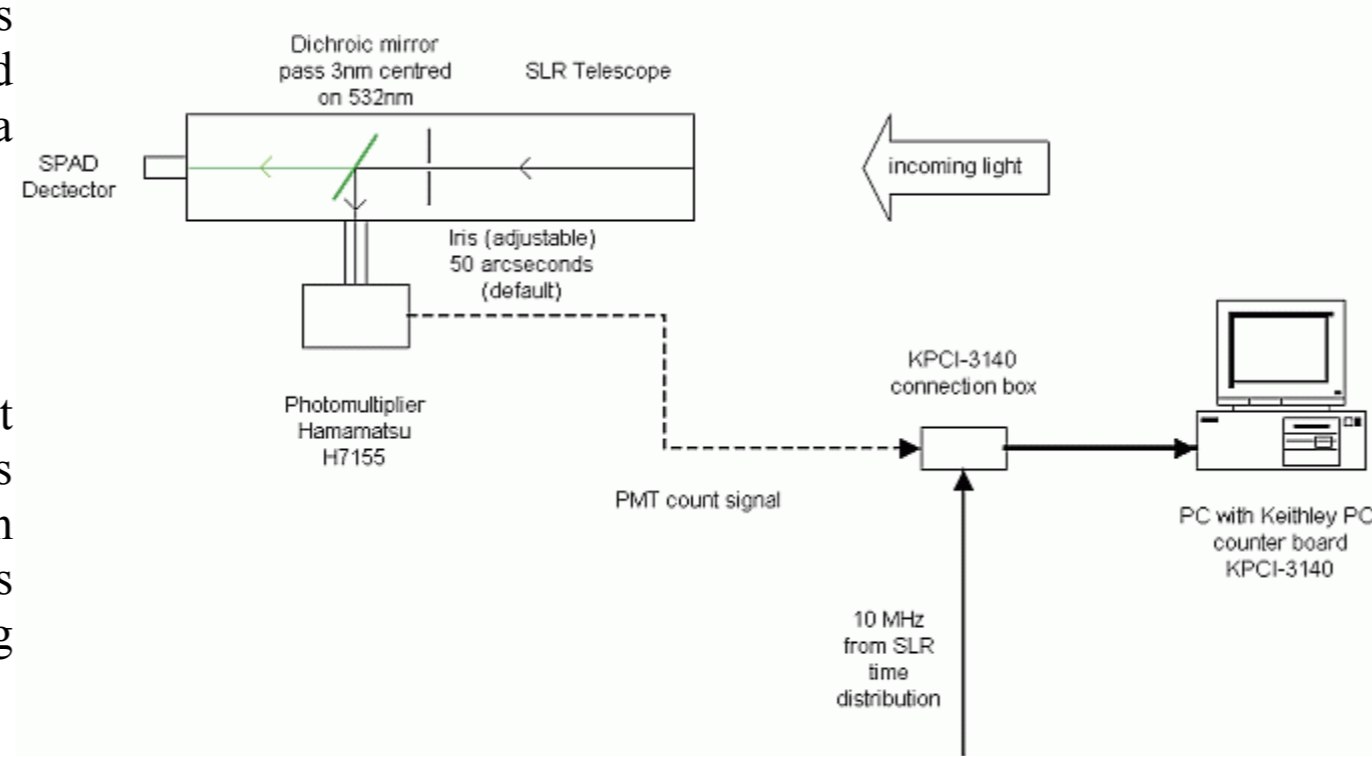 s
d
a
Dichroic mirror
pass 3nm centred
on 532nm
SLR Telescope
SPAD
Dectector
incoming light
Iris (adjustable)
50 arcseconds
(default)
Photomultiplier
Hamamatsu
H7155
KPCI-3140
connection box
PMT count signal
PC with Keithley PC
counter board
KPCI-3140
10 MHz
from SLR
time
distribution
t
s
n
s
g